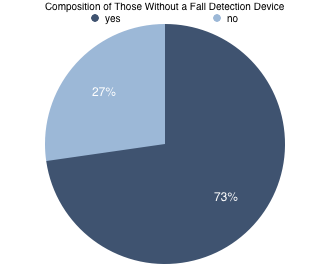 Composition of Those Without a Fall Detection Device
yes no
27%
73%